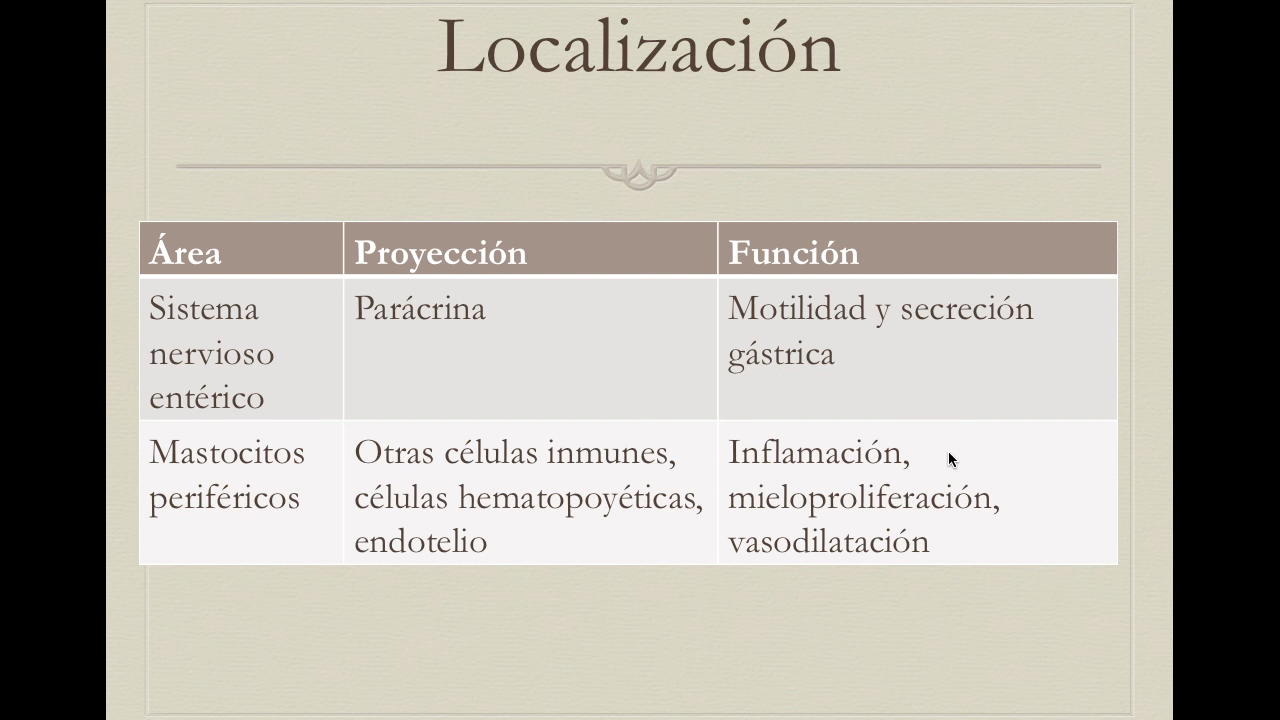 Localización
Área
Proyección
Función
Sistema
nervioso
entérico
Parácrina
Motilidad y secreción
gástrica
Mastocitos
periféricos
Otras células inmunes,
células hematopoyéticas,
endotelio
Inflamación,
mieloproliferación,
vasodilatación